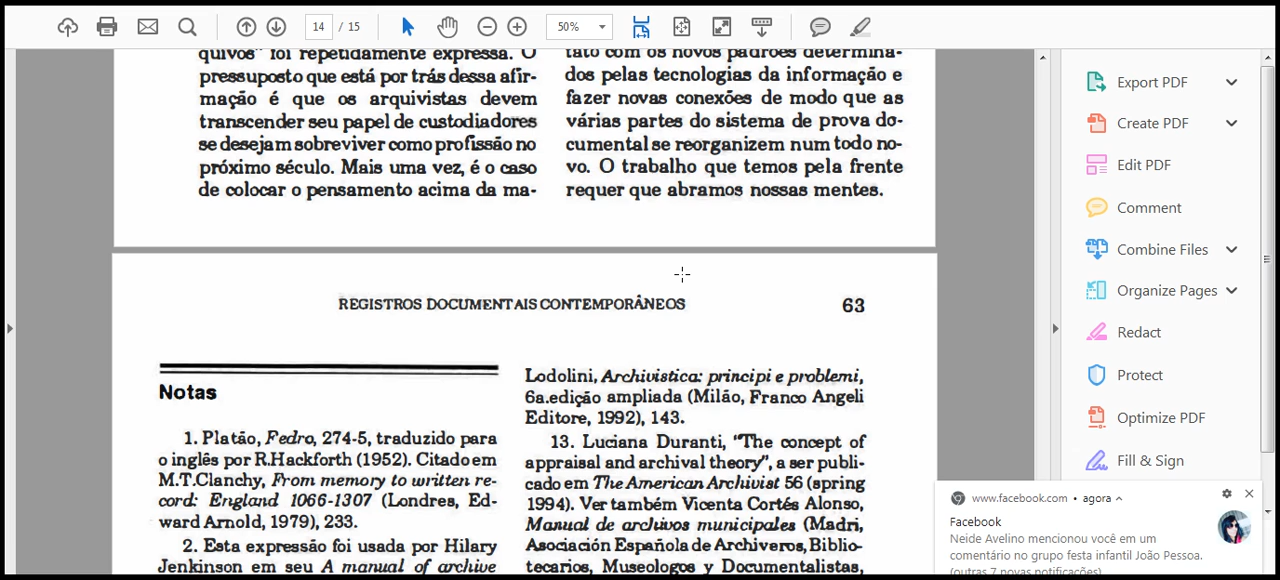 14 / 15
50%
quivos" foi repetidamente expressa. O
pressuposto que está por trás dessa afir-
mação é que os arquivistas devem
transcender seu papel de custodiadores
se desejam sobreviver como profissão no
próximo século. Mais uma vez, é o caso
de colocar o pensamento acima da ma-
tato com os novos padrões determina-
dos pelas tecnologias da informação e
fazer novas conexões de modo que as
várias partes do sistema de prova do-
cumental se reorganizem num todo no-
vo. O trabalho que temos pela frente
requer que abramos nossas mentes.
REGISTROS DOCUMENTAIS CONTEMPORÂNEOS 63
Notas
1. Platão, Fedro, 274-5, traduzido para
o inglês por R.Hackforth (1952). Citado em
M.T.Clanchy, From memory to written re-
cord: England 1066-1307 (Londres, Ed-
ward Arnold, 1979), 233.
2. Esta expressão foi usada por Hilary
Jenkinson em seu A manual of archive
Lodolini, Archivistica: principi e problemi,
6a.edição ampliada (Milão, Franco Angeli
Editore, 1992), 143.
13. Luciana Duranti, "The concept of
appraisal and archival theory", a ser publi-
cado em The American Archivist 56 (spring
1994). Ver também Vicenta Cortés Alonso,
Manual de archivos municipales (Madri,
Asociación Española de Archiveros, Biblio-
tecarios, Museologos y Documentalistas,
Export PDF
Create PDF
Edit PDF
Comment
Combine Files
Organize Pages
Redact
Protect
Optimize PDF
Fill & Sign
www.facebook.com • agora
Facebook
Neide Avelino mencionou você em um
comentário no grupo festa infantil João Pessoa.
(outras 7 novas notificações)